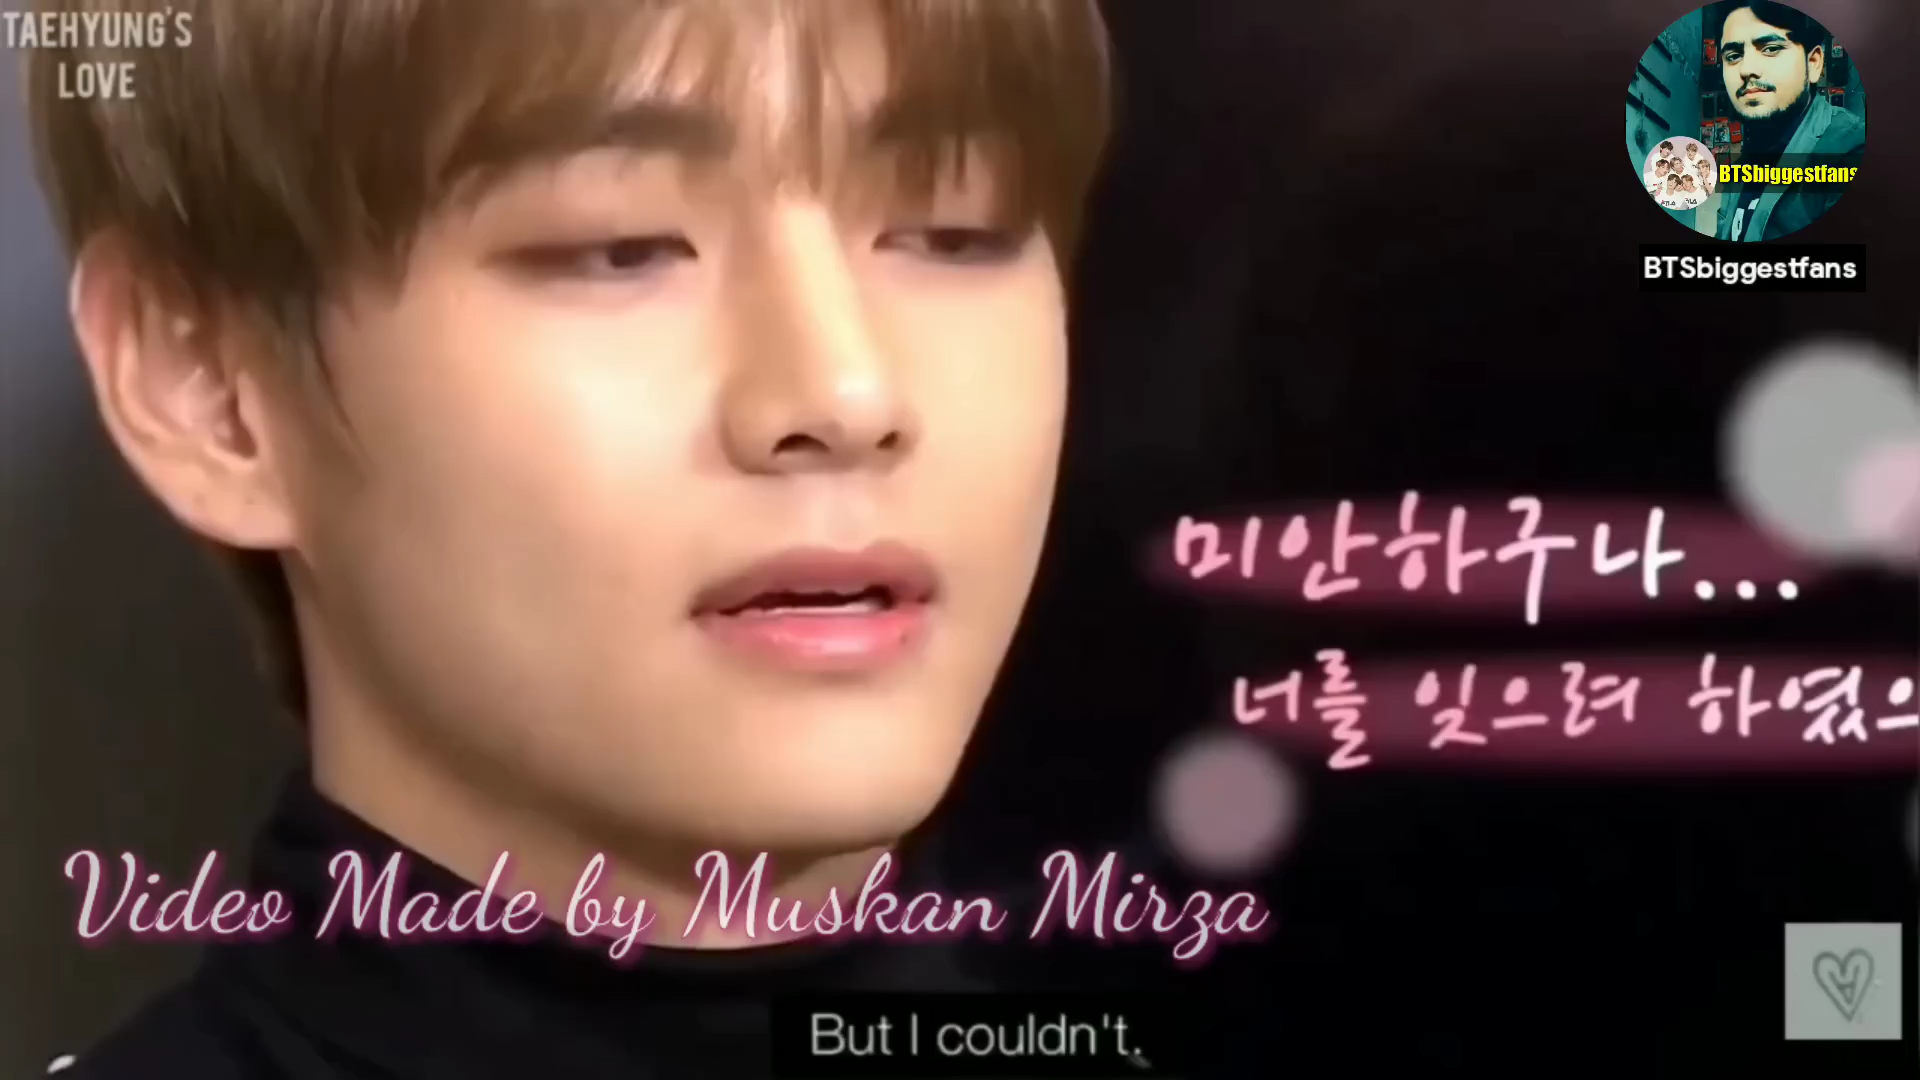 TAEHYUNG'S
LOVE
BTSbiggestfans
BTSbiggestfans
미안하구나...
너를 잊으려 하였으
Video Made by Muskan Mirza
But I couldn't.